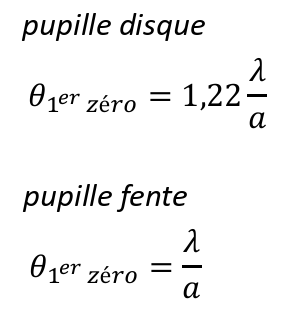 pupille disque
θ1er zéro = 1,22 λ/a
pupille fente
θ1er zéro = λ/a